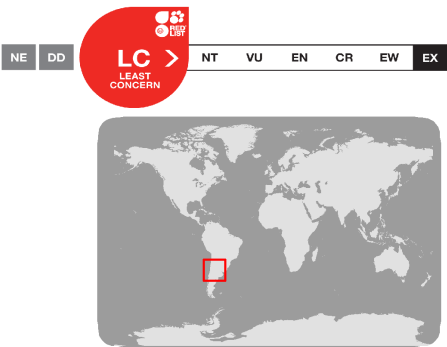 RED
LIST
NE DD LC > NT VU EN CR EW EX
LEAST
CONCERN